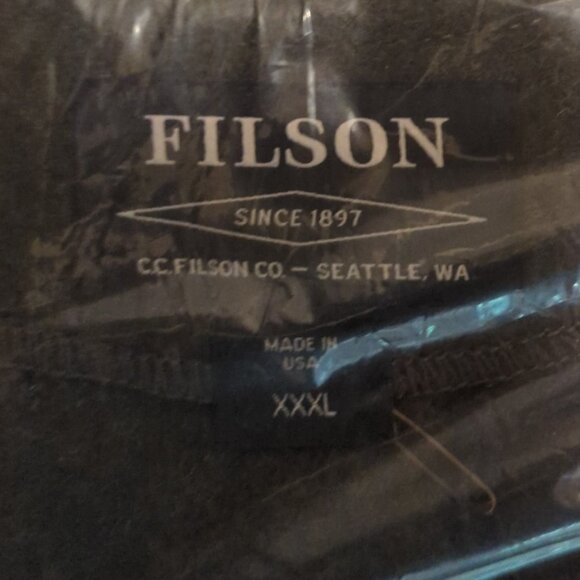 FILSON
SINCE 1897
C.C.FILSON CO. — SEATTLE, WA
MADE IN
USA
XXXL